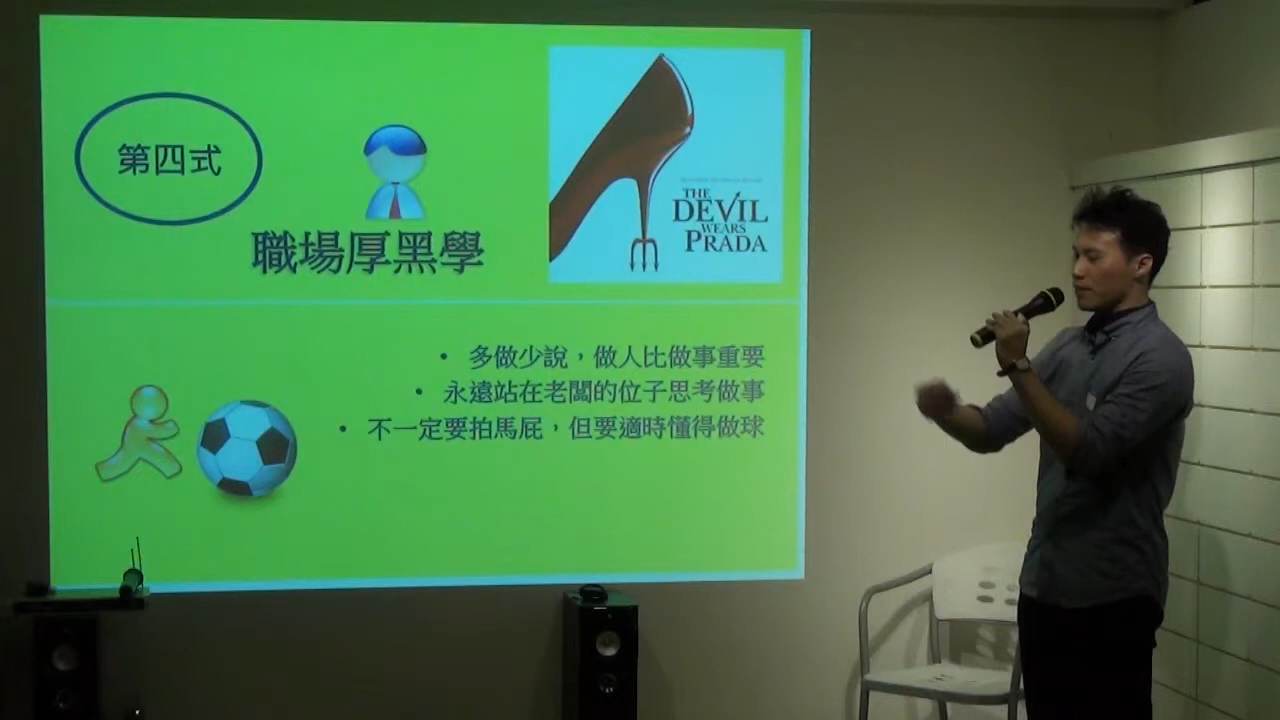 第四式
職場厚黑學
THE
DEVIL
WEARS
PRADA
• 多做少說，做人比做事重要
• 永遠站在老闆的位子思考做事
• 不一定要拍馬屁，但要適時懂得做球